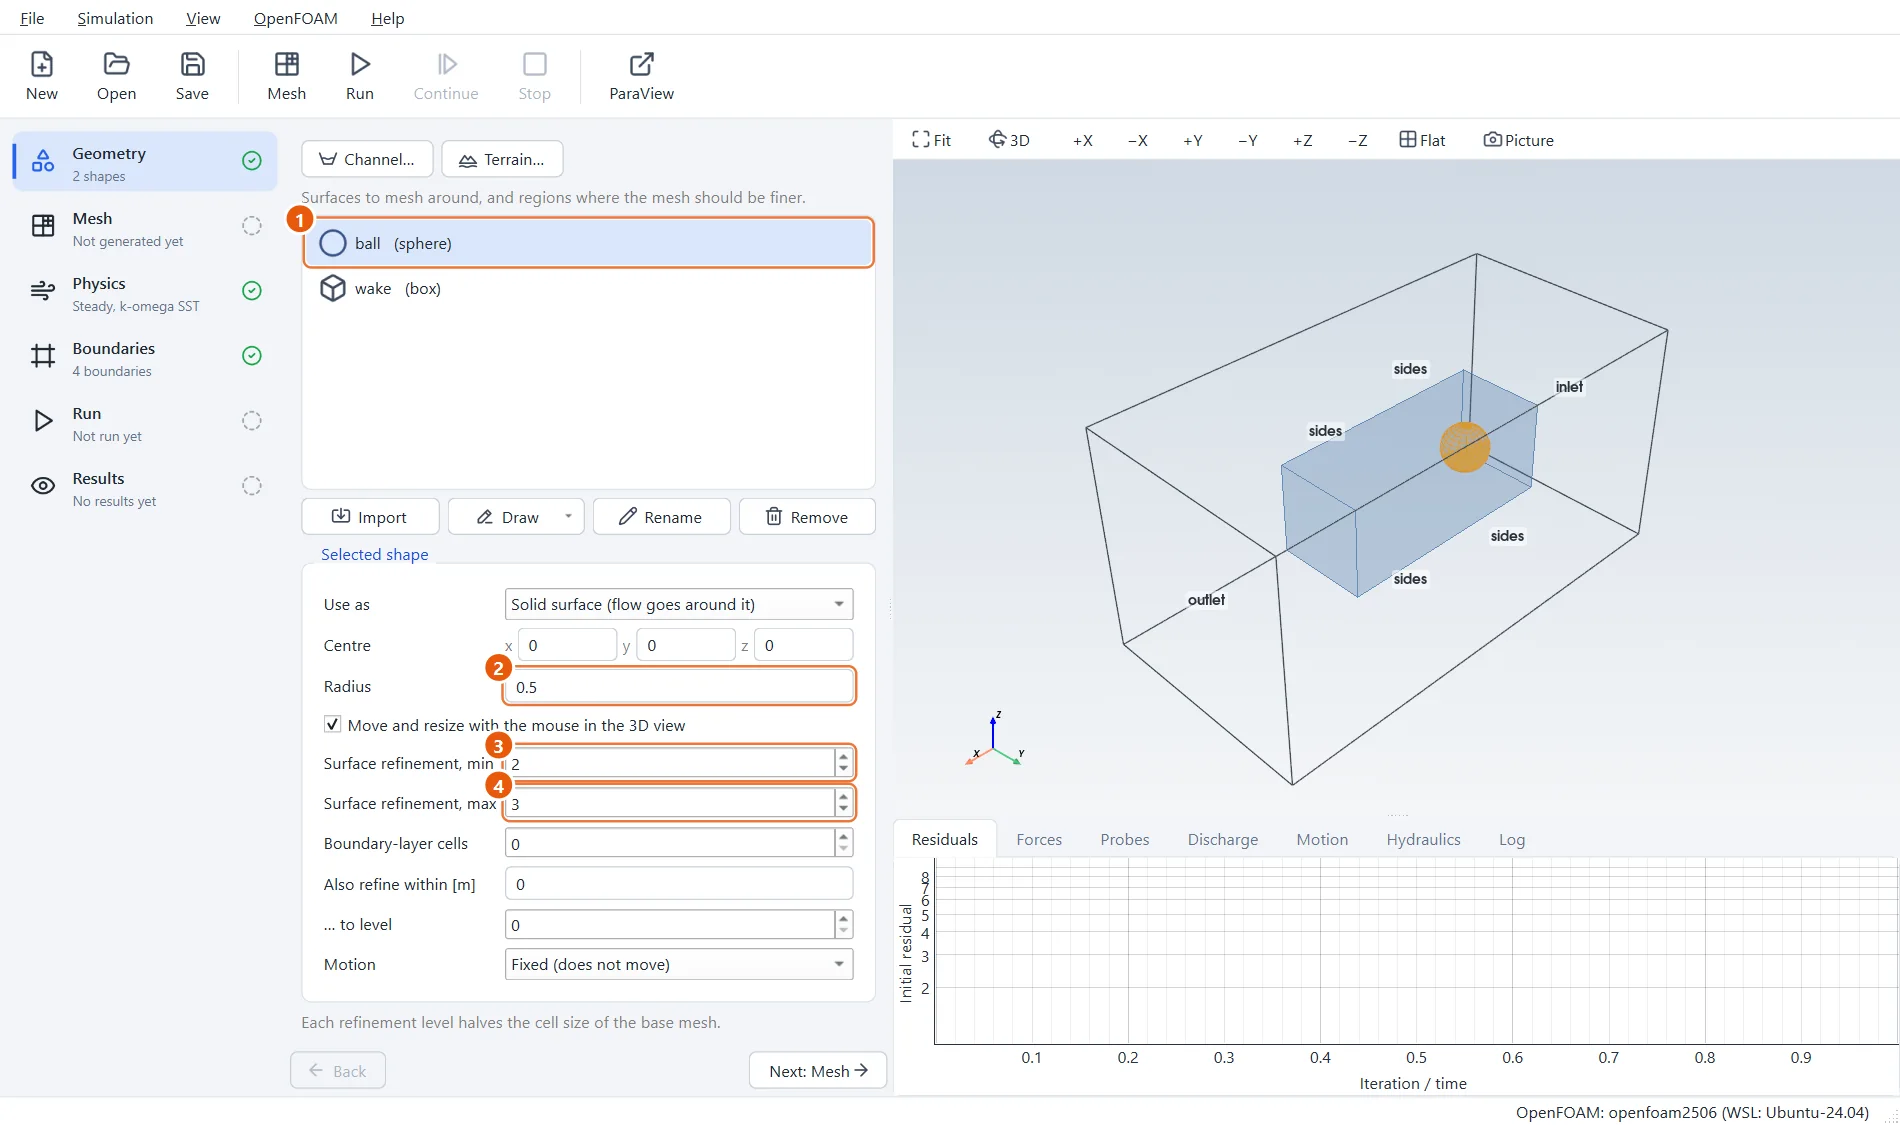 File Simulation View OpenFOAM Help
New Open Save Mesh Run Continue Stop ParaView
Geometry
2 shapes
Mesh
Not generated yet
Physics
Steady, k-omega SST
Boundaries
4 boundaries
Run
Not run yet
Results
No results yet
Channel... Terrain...
Surfaces to mesh around, and regions where the mesh should be finer.
1
ball (sphere)
wake (box)
Import Draw Rename Remove
Selected shape
Use as Solid surface (flow goes around it)
Centre x 0 y 0 z 0
2
Radius 0.5
Move and resize with the mouse in the 3D view
3
Surface refinement, min 2
4
Surface refinement, max 3
Boundary-layer cells 0
Also refine within [m] 0
... to level 0
Motion Fixed (does not move)
Each refinement level halves the cell size of the base mesh.
Back Next: Mesh
Fit 3D +X −X +Y −Y +Z −Z Flat Picture
sides
inlet
sides
sides
sides
outlet
Z
X Y
Residuals Forces Probes Discharge Motion Hydraulics Log
Initial residual
8
7
6
5
4
3
2
0.1 0.2 0.3 0.4 0.5 0.6 0.7 0.8 0.9
Iteration / time
OpenFOAM: openfoam2506 (WSL: Ubuntu-24.04)